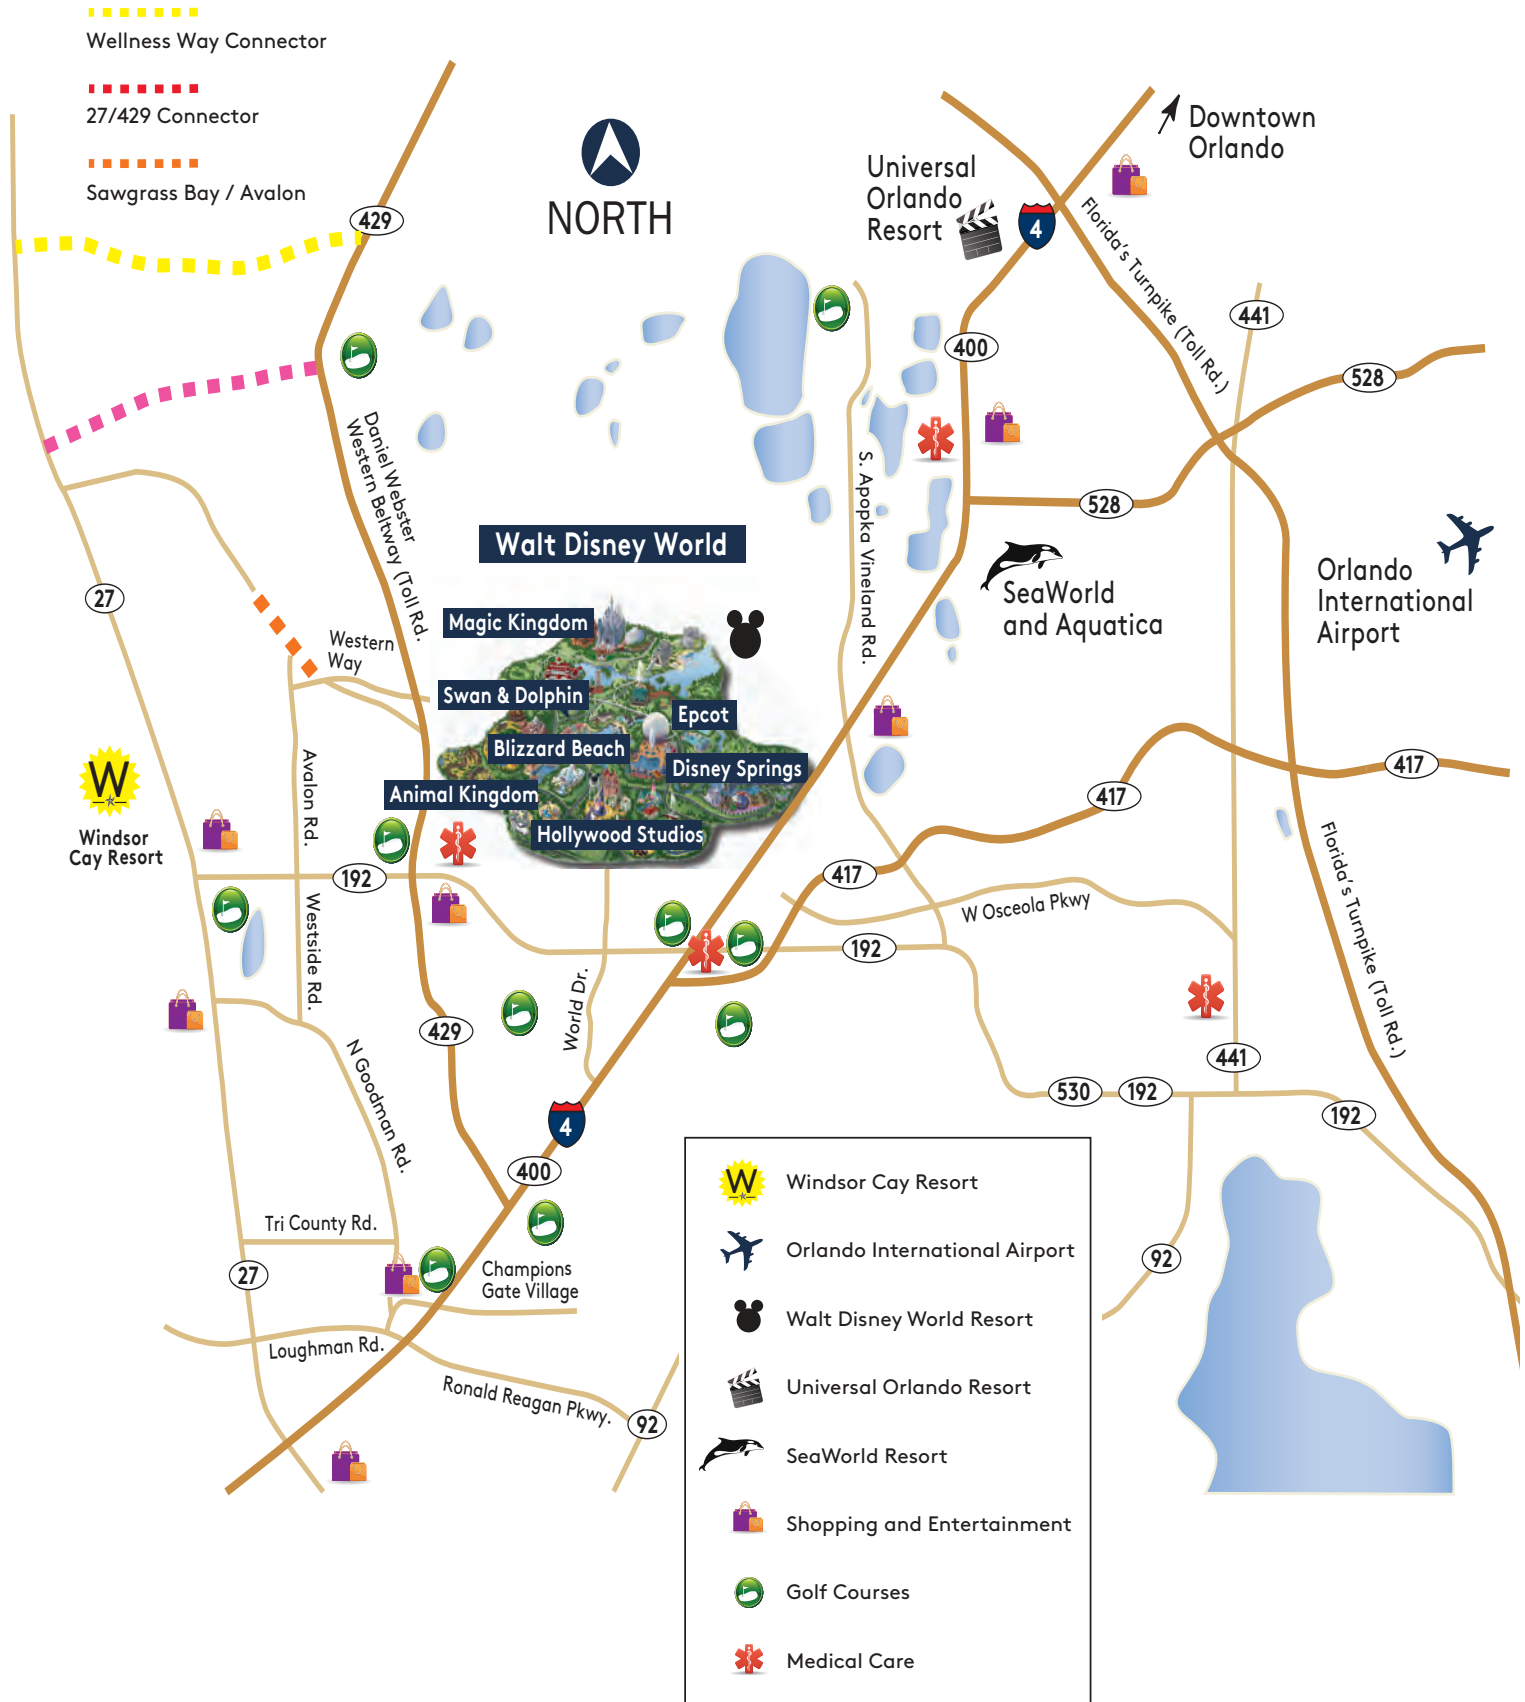 Wellness Way Connector
27/429 Connector
Sawgrass Bay / Avalon
429
NORTH
Universal
Orlando
Resort
4
Downtown
Orlando
Florida's Turnpike (Toll Rd.)
441
400
528
528
Daniel Webster
Western Beltway (Toll Rd.
S. Apopka Vineland Rd.
Walt Disney World
27
Magic Kingdom
Western
Way
Swan & Dolphin
Epcot
Blizzard Beach
Disney Springs
Animal Kingdom
Hollywood Studios
SeaWorld
and Aquatica
Orlando
International
Airport
W
Windsor
Cay Resort
Avalon Rd.
417
417
417
192
Westside Rd.
W Osceola Pkwy
192
Florida's Turnpike (Toll Rd.)
World Dr.
429
N Goodman Rd.
441
530
192
192
4
400
Tri County Rd.
27
Champions
Gate Village
92
Loughman Rd.
Ronald Reagan Pkwy.
92
W
Windsor Cay Resort
Orlando International Airport
Walt Disney World Resort
Universal Orlando Resort
SeaWorld Resort
Shopping and Entertainment
Golf Courses
Medical Care